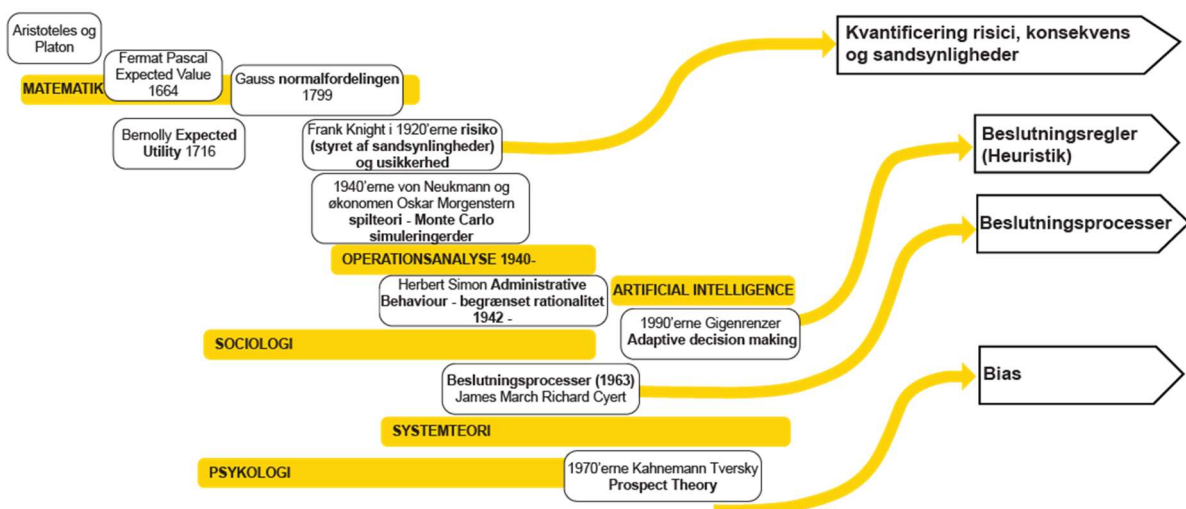 Aristoteles og
Platon
Fermat Pascal
Expected Value
1664
MATEMATIK
Gauss normalfordelingen
1799
Bernolly Expected
Utility 1716
Frank Knight i 1920'erne risiko
(styret af sandsynlingheder)
og usikkerhed
1940'erne von Neukmann og
økonomen Oskar Morgenstern
spilteori - Monte Carlo
simuleringerder
OPERATIONSANALYSE 1940-
Herbert Simon Administrative
Behaviour - begrænset rationalitet
1942 -
ARTIFICIAL INTELLIGENCE
1990'erne Gigenrenzer
Adaptive decision making
SOCIOLOGI
Beslutningsprocesser (1963)
James March Richard Cyert
SYSTEMTEORI
PSYKOLOGI
1970'erne Kahnemann Tversky
Prospect Theory
Kvantificering risici, konsekvens
og sandsynligheder
Beslutningsregler
(Heuristik)
Beslutningsprocesser
Bias